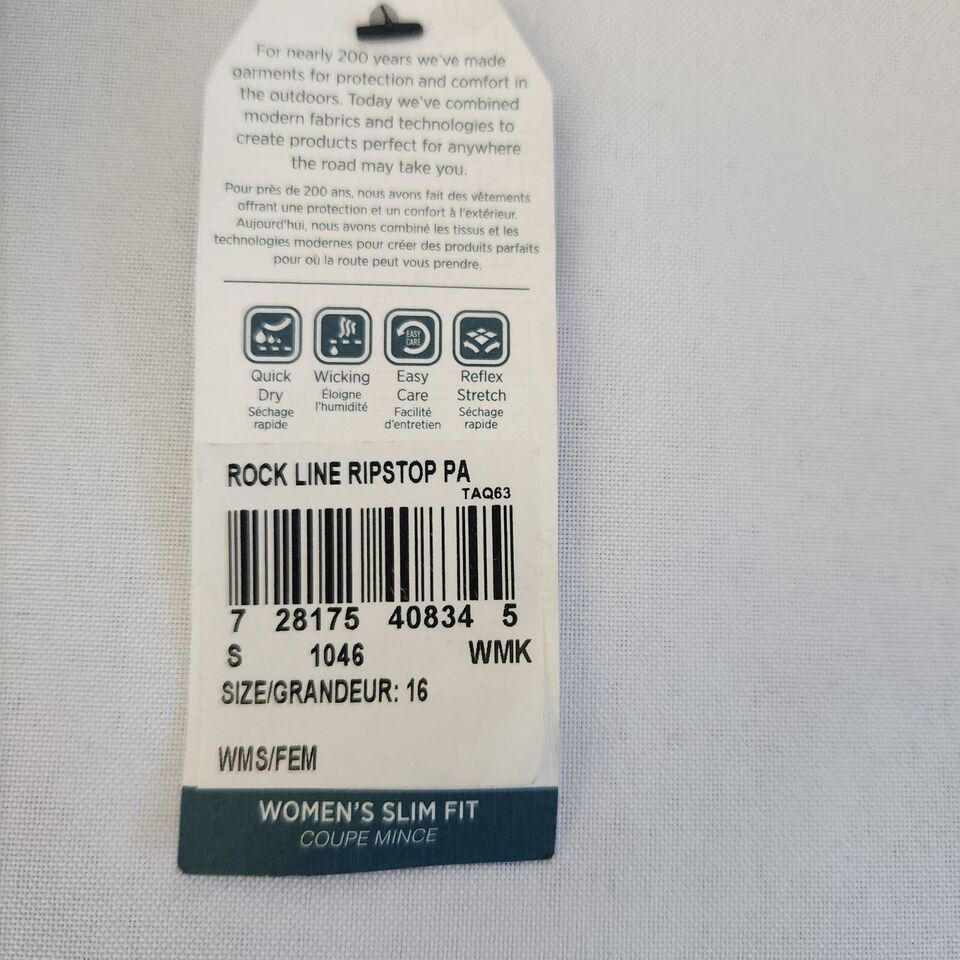 For nearly 200 years we've made
garments for protection and comfort in
the outdoors. Today we've combined
modern fabrics and technologies to
create products perfect for anywhere
the road may take you.
Pour près de 200 ans, nous avons fait des vêtements
offrant une protection et un confort à l'extérieur.
Aujourd'hui, nous avons combiné les tissus et les
technologies modernes pour créer des produits parfaits
pour où la route peut vous prendre.
EASY CARE
Quick Dry
Séchage rapide
Wicking
Éloigne l'humidité
Easy Care
Facilité d'entretien
Reflex Stretch
Séchage rapide
ROCK LINE RIPSTOP PA
TAQ63
7 28175 40834 5
S 1046 WMK
SIZE/GRANDEUR: 16
WMS/FEM
WOMEN'S SLIM FIT
COUPE MINCE